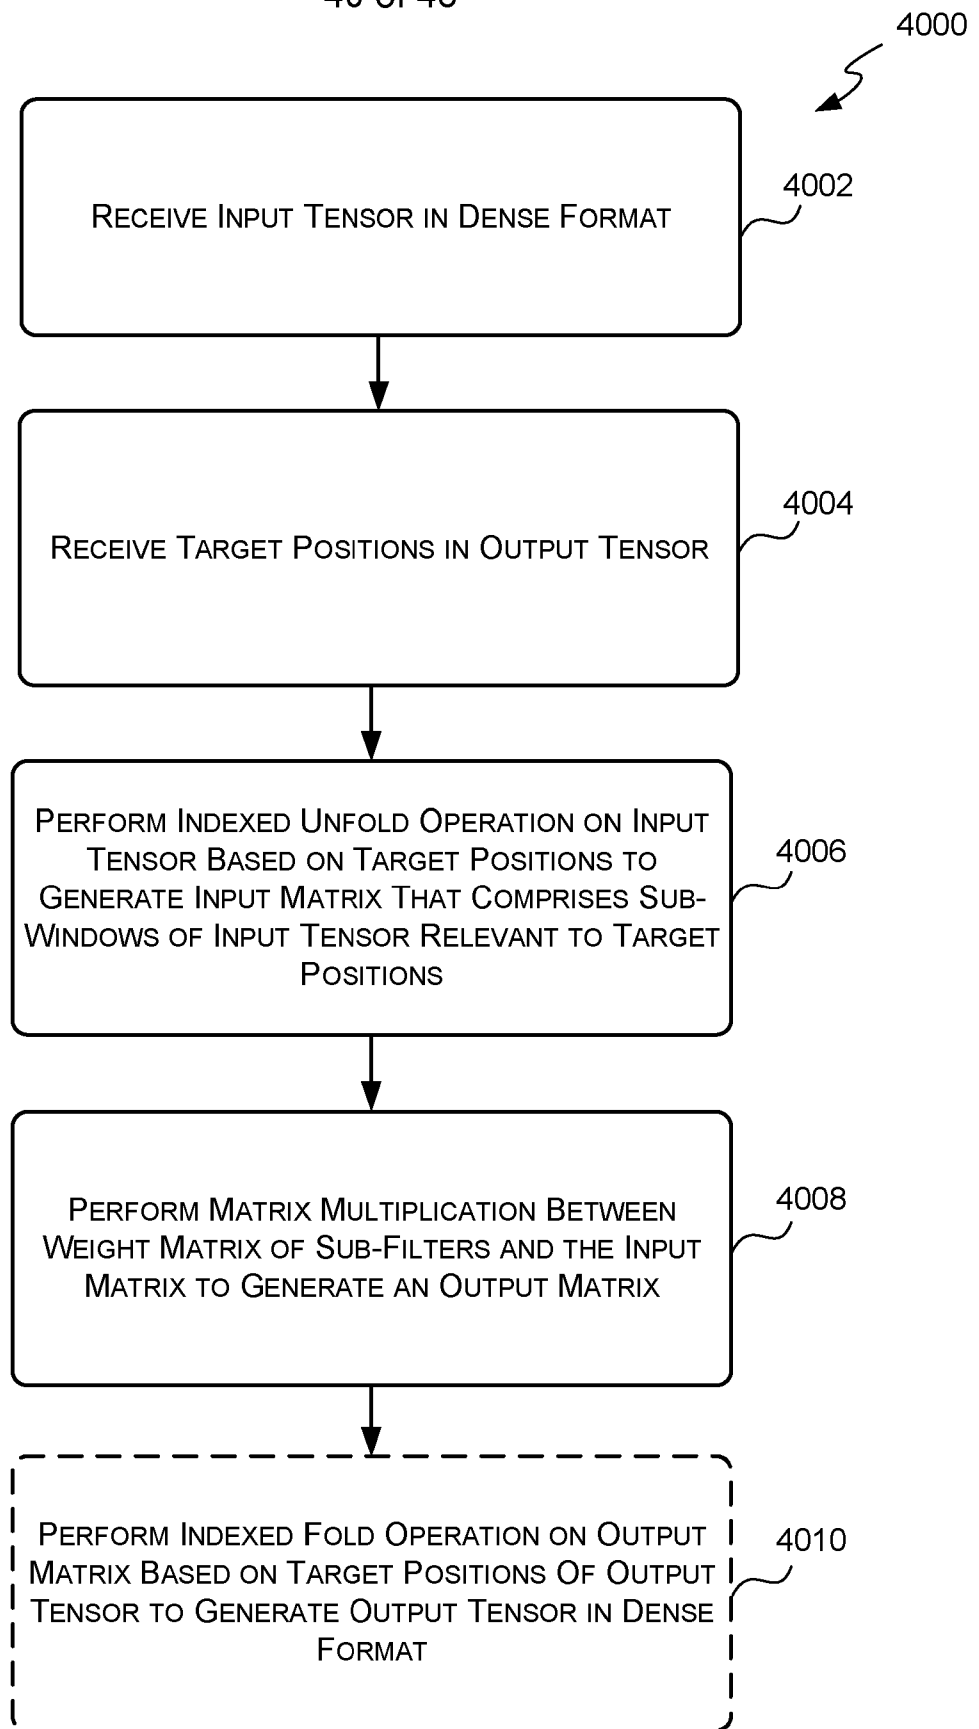 4000
RECEIVE INPUT TENSOR IN DENSE FORMAT
4002
RECEIVE TARGET POSITIONS IN OUTPUT TENSOR
4004
PERFORM INDEXED UNFOLD OPERATION ON INPUT
TENSOR BASED ON TARGET POSITIONS TO
GENERATE INPUT MATRIX THAT COMPRISES SUB-
WINDOWS OF INPUT TENSOR RELEVANT TO TARGET
POSITIONS
4006
PERFORM MATRIX MULTIPLICATION BETWEEN
WEIGHT MATRIX OF SUB-FILTERS AND THE INPUT
MATRIX TO GENERATE AN OUTPUT MATRIX
4008
PERFORM INDEXED FOLD OPERATION ON OUTPUT
MATRIX BASED ON TARGET POSITIONS OF OUTPUT
TENSOR TO GENERATE OUTPUT TENSOR IN DENSE
FORMAT
4010